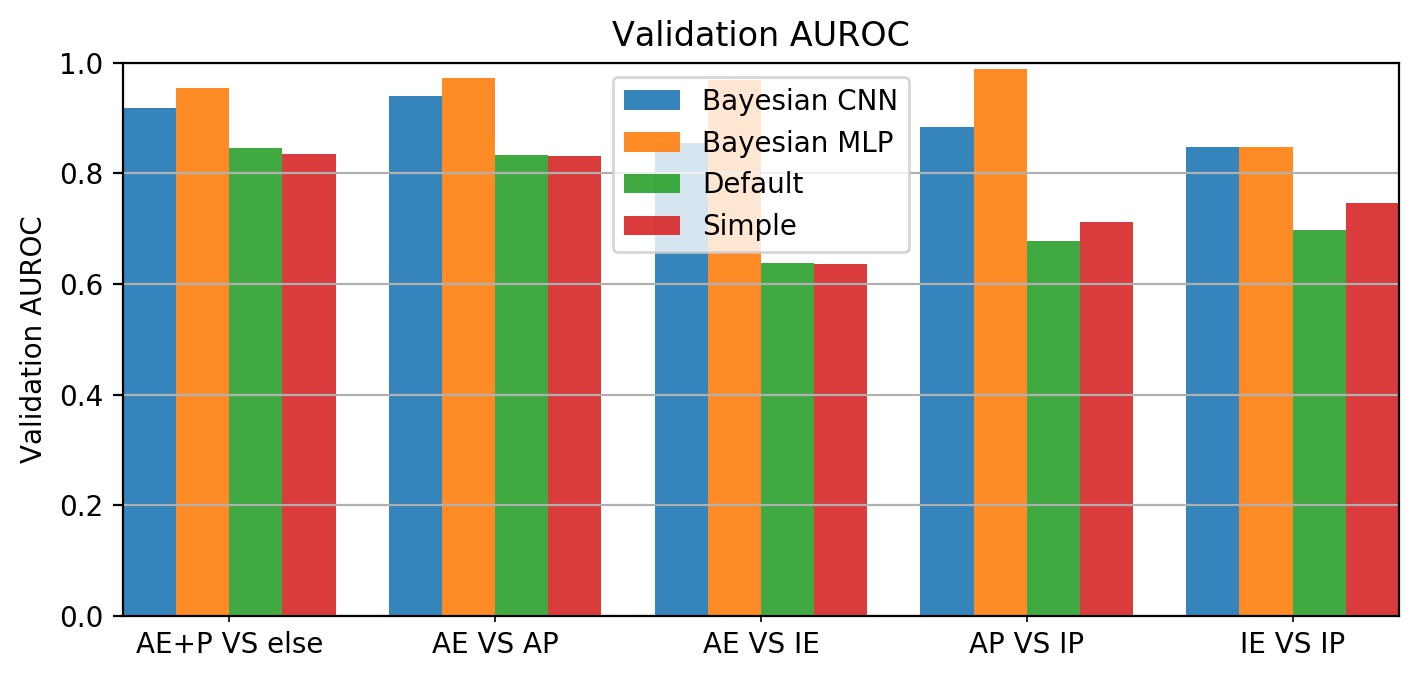 Validation AUROC
1.0
0.8
0.6
0.4
0.2
0.0
Validation AUROC
Bayesian CNN
Bayesian MLP
Default
Simple
AE+P VS else
AE VS AP
AE VS IE
AP VS IP
IE VS IP